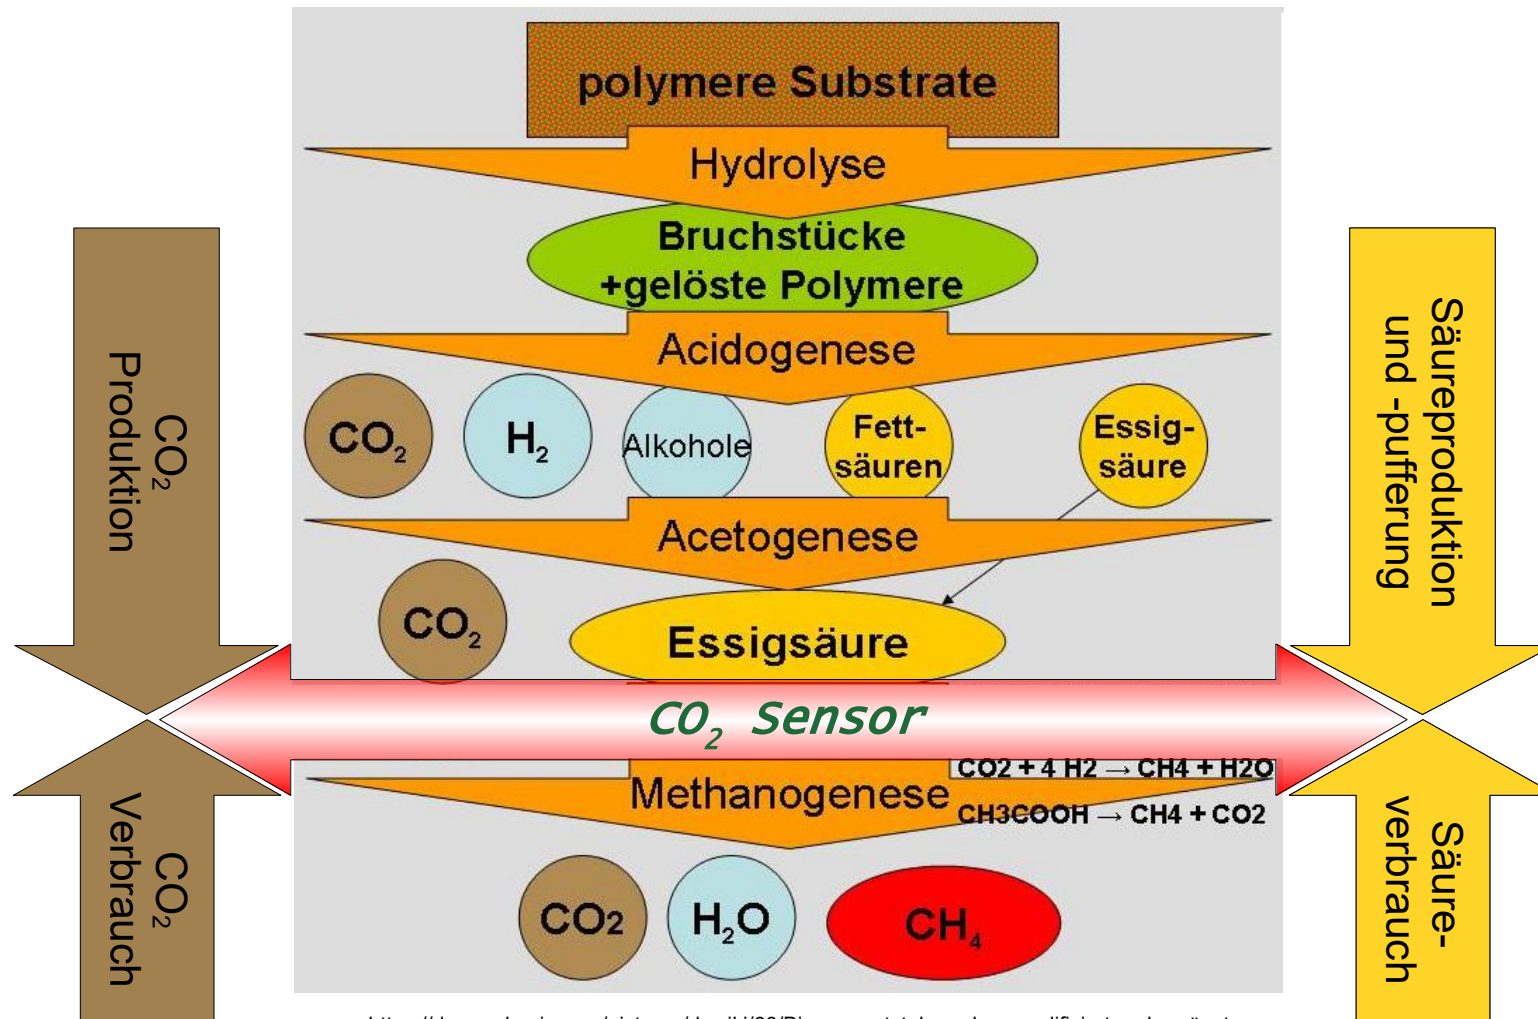 polymere Substrate
Hydrolyse
Bruchstücke
+gelöste Polymere
Acidogenese
CO2
H2
Alkohole
Fett-
säuren
Essig-
säure
Acetogenese
CO2
Essigsäure
CO2 Sensor
Methanogenese
CO2 + 4 H2 → CH4 + H2O
CH3COOH → CH4 + CO2
CO2
H2O
CH4
CO2
Produktion
CO2
Verbrauch
Säureproduktion
und -pufferung
Säure-
verbrauch